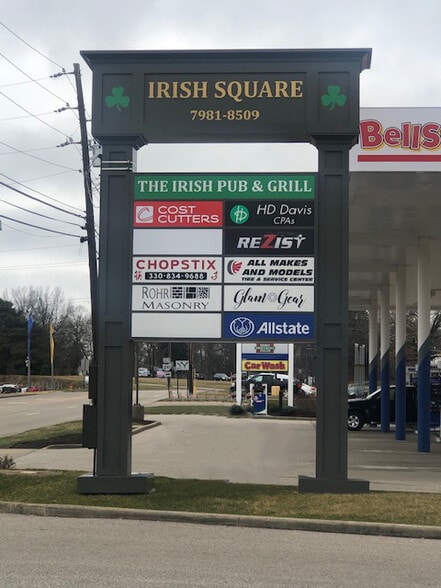 IRISH SQUARE
7981-8509
BellS
THE IRISH PUB & GRILL
COST CUTTERS
HD Davis
CPAs
REZIST
CHOPSTIX
330-834-9688
ALL MAKES
AND MODELS
TIRE & SERVICE CENTER
ROHR
MASONRY
Glam & Gear
Allstate
CarWash